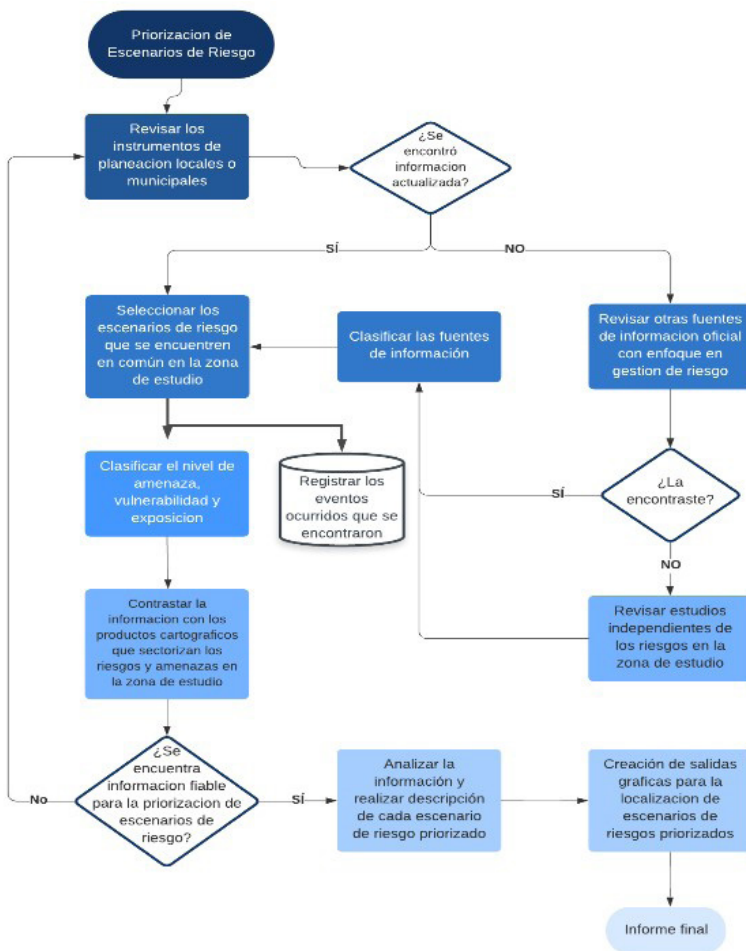 Priorizacion de
Escenarios de Riesgo
Revisar los
instrumentos de
planeacion locales o
municipales
¿Se
encontró
informacion
actualizada?
SÍ
NO
Seleccionar los
escenarios de riesgo
que se encuentren
en común en la zona
de estudio
Clasificar las fuentes
de información
Revisar otras fuentes
de informacion oficial
con enfoque en
gestion de riesgo
Clasificar el nivel de
amenaza,
vulnerabilidad y
exposicion
Registrar los
eventos
ocurridos que se
encontraron
¿La
encontraste?
SÍ
NO
Contrastar la
informacion con los
productos cartograficos
que sectorizan los
riesgos y amenazas en
la zona de estudio
Revisar estudios
independientes de
los riesgos en la
zona de estudio
¿Se
encuentra
informacion fiable
para la priorizacion de
escenarios de
riesgo?
No
SÍ
Analizar la
información y
realizar descripción
de cada escenario
de riesgo priorizado
Creación de salidas
graficas para la
localizacion de
escenarios de
riesgos priorizados
Informe final